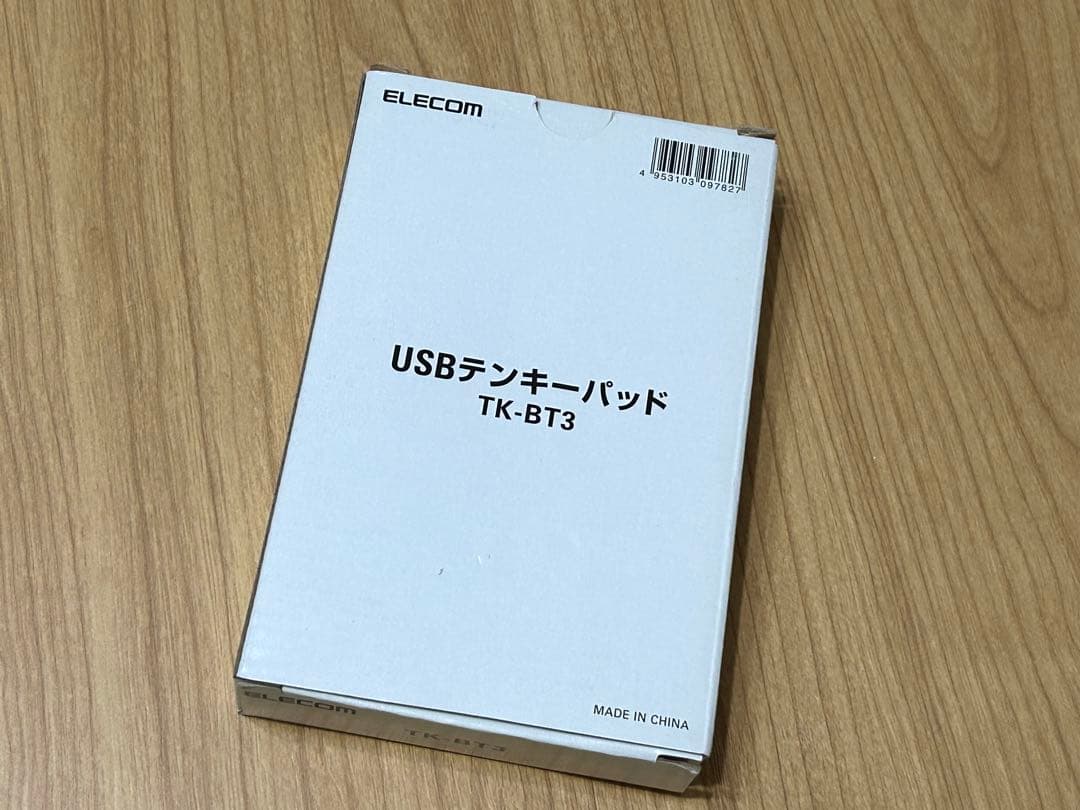 ELECOM
4 953103 097827
USBテンキーパッド
TK-BT3
MADE IN CHINA
ELECOM
TK-BT3